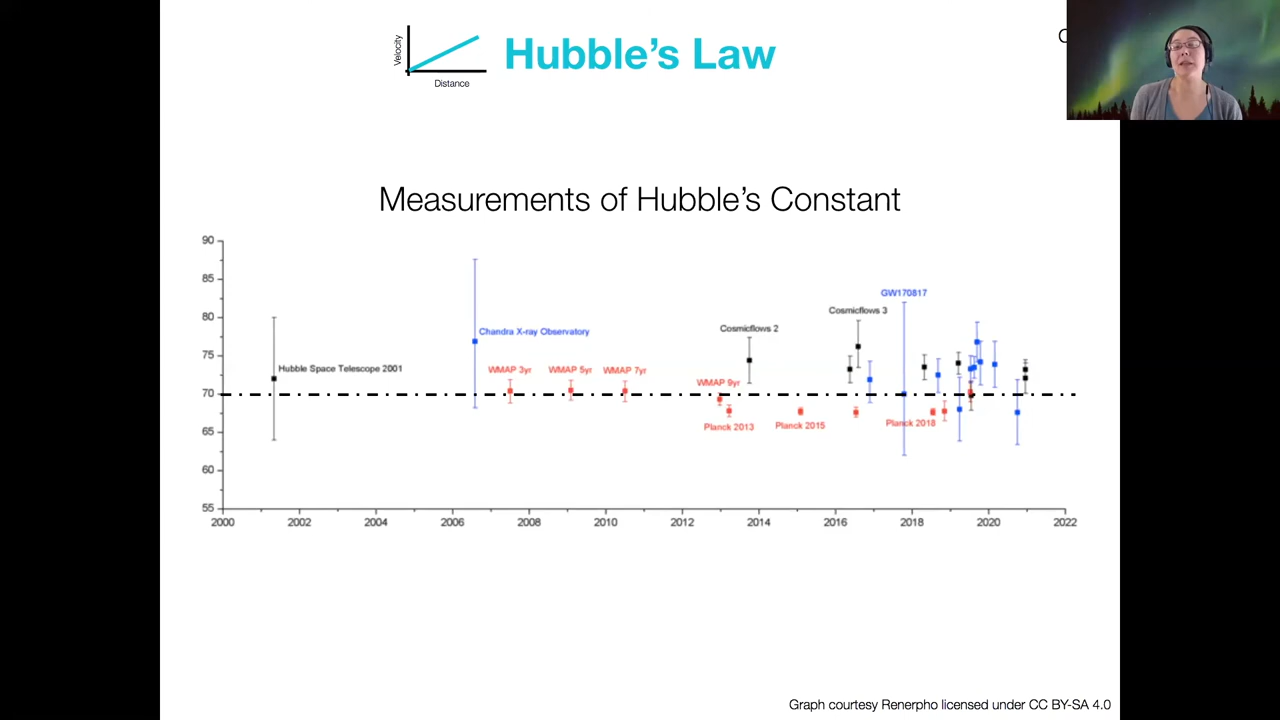 Velocity
Hubble's Law
Distance
Measurements of Hubble's Constant
90
85
80
75
70
65
60
55
2000
2002
2004
2006
2008
2010
2012
2014
2016
2018
2020
2022
Hubble Space Telescope 2001
Chandra X-ray Observatory
WMAP 3yr
WMAP 5yr
WMAP 7yr
WMAP 9yr
Planck 2013
Cosmicflows 2
Planck 2015
Cosmicflows 3
GW170817
Planck 2018
Graph courtesy Renerpho licensed under CC BY-SA 4.0